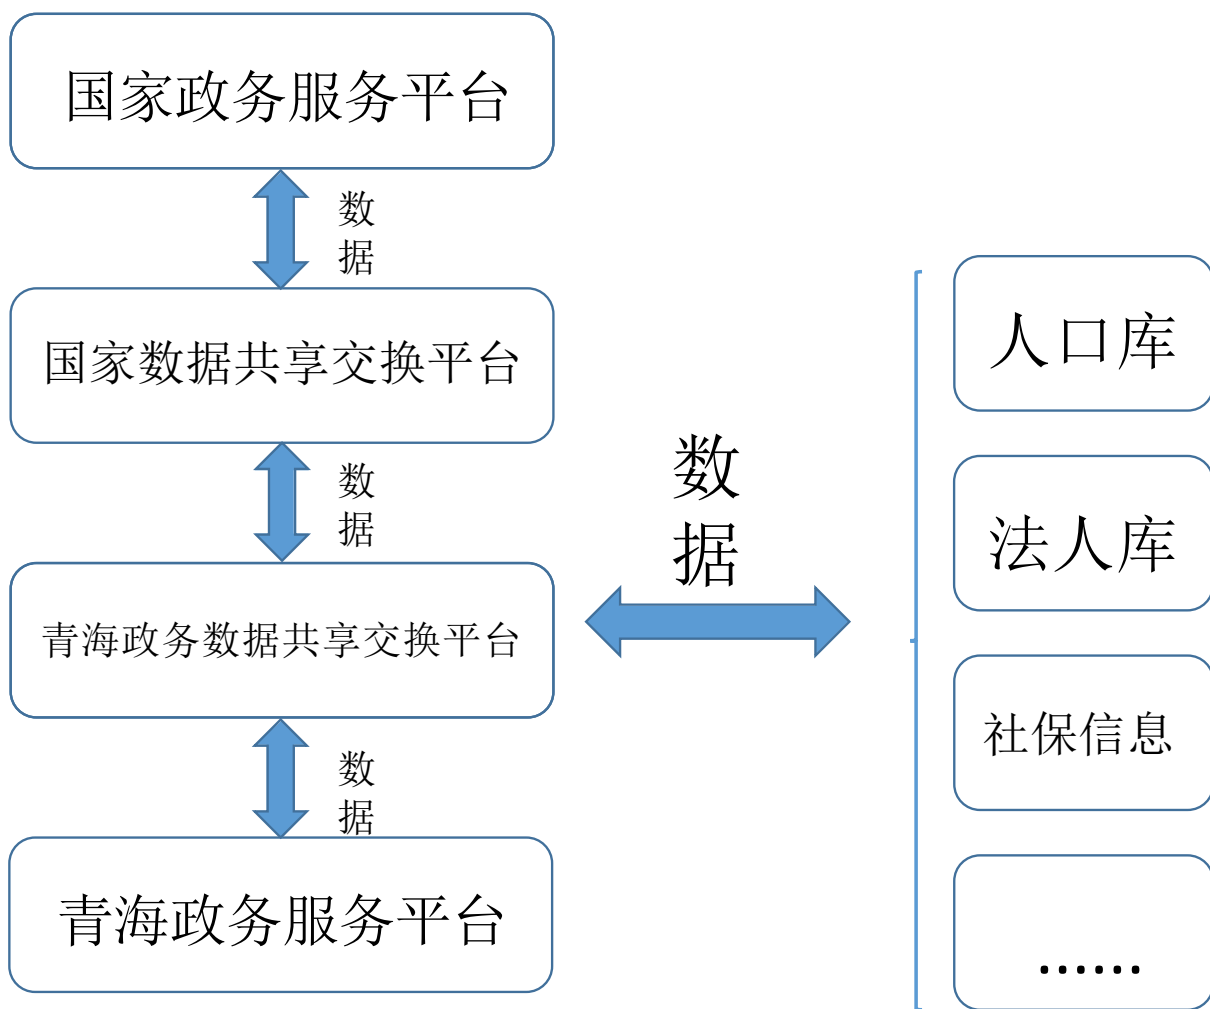 国家政务服务平台
数
据
国家数据共享交换平台
数
据
青海政务数据共享交换平台
数
据
青海政务服务平台
数
据
人口库
法人库
社保信息
······